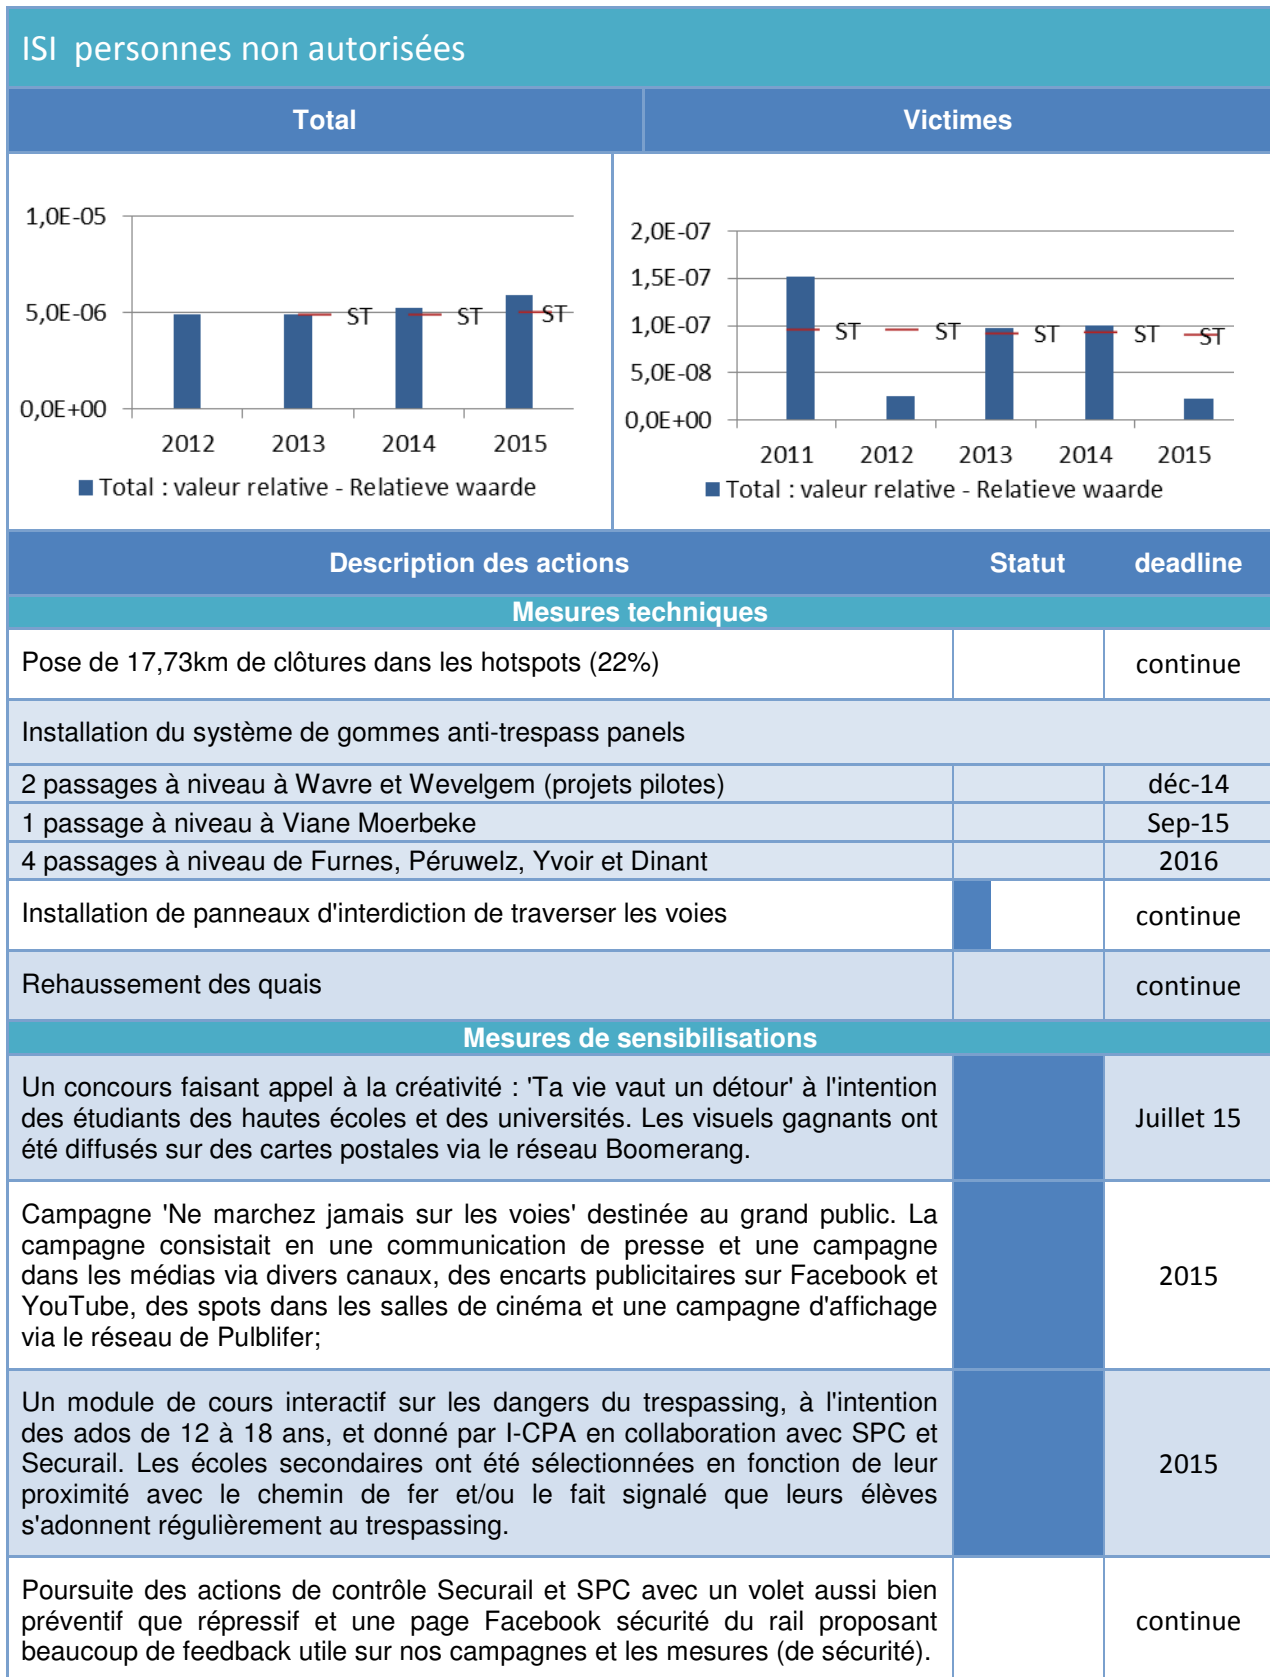 ISI personnes non autorisées
Total
Victimes
1,0E-05
5,0E-06
0,0E+00
ST
ST
ST
2012
2013
2014
2015
Total : valeur relative - Relatieve waarde
2,0E-07
1,5E-07
1,0E-07
5,0E-08
0,0E+00
ST
ST
ST
ST
ST
2011
2012
2013
2014
2015
Total : valeur relative - Relatieve waarde
Description des actions
Statut
deadline
Mesures techniques
Pose de 17,73km de clôtures dans les hotspots (22%)
continue
Installation du système de gommes anti-trespass panels
2 passages à niveau à Wavre et Wevelgem (projets pilotes)
déc-14
1 passage à niveau à Viane Moerbeke
Sep-15
4 passages à niveau de Furnes, Péruwelz, Yvoir et Dinant
2016
Installation de panneaux d'interdiction de traverser les voies
continue
Rehaussement des quais
continue
Mesures de sensibilisations
Un concours faisant appel à la créativité : 'Ta vie vaut un détour' à l'intention
des étudiants des hautes écoles et des universités. Les visuels gagnants ont
été diffusés sur des cartes postales via le réseau Boomerang.
Juillet 15
Campagne 'Ne marchez jamais sur les voies' destinée au grand public. La
campagne consistait en une communication de presse et une campagne
dans les médias via divers canaux, des encarts publicitaires sur Facebook et
YouTube, des spots dans les salles de cinéma et une campagne d'affichage
via le réseau de Pulblifer;
2015
Un module de cours interactif sur les dangers du trespassing, à l'intention
des ados de 12 à 18 ans, et donné par I-CPA en collaboration avec SPC et
Securail. Les écoles secondaires ont été sélectionnées en fonction de leur
proximité avec le chemin de fer et/ou le fait signalé que leurs élèves
s'adonnent régulièrement au trespassing.
2015
Poursuite des actions de contrôle Securail et SPC avec un volet aussi bien
préventif que répressif et une page Facebook sécurité du rail proposant
beaucoup de feedback utile sur nos campagnes et les mesures (de sécurité).
continue